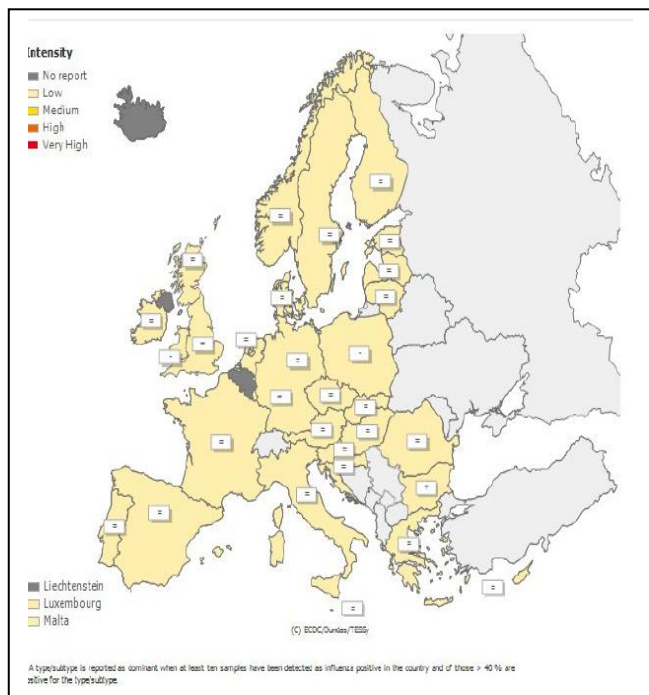 Intensity
No report
Low
Medium
High
Very High
Liechtenstein
Luxembourg
Malta
(C) ECDC/Dundas/TESSy
A type/subtype is reported as dominant when at least ten samples have been detected as influenza positive in the country and of those > 40 % are
sitive for the type/subtype.